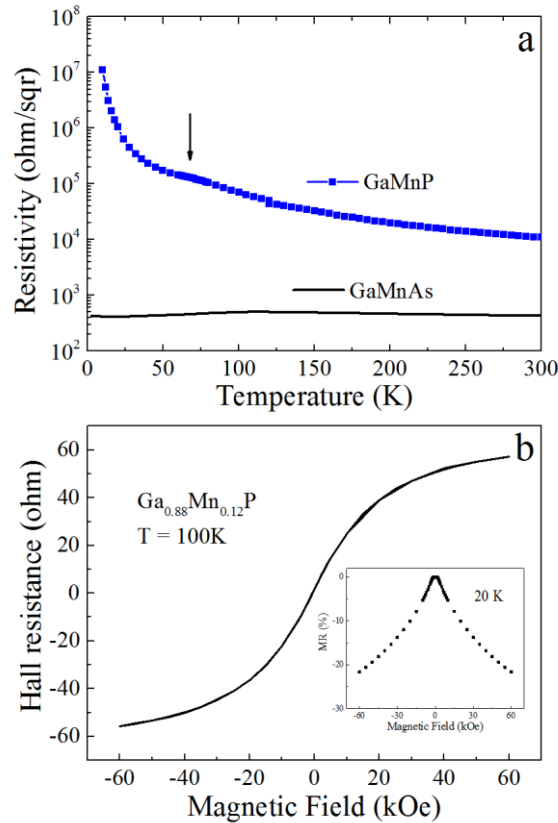 a
10^8
10^7
10^6
10^5
10^4
10^3
10^2
Resistivity (ohm/sqr)
GaMnP
GaMnAs
0 50 100 150 200 250 300
Temperature (K)
b
60
40
20
0
-20
-40
-60
Hall resistance (ohm)
Ga₀.₈₈Mn₀.₁₂P
T = 100K
20 K
0
-10
-20
-30
MR (%)
-60 -30 0 30 60
Magnetic Field (kOe)
-60 -40 -20 0 20 40 60
Magnetic Field (kOe)